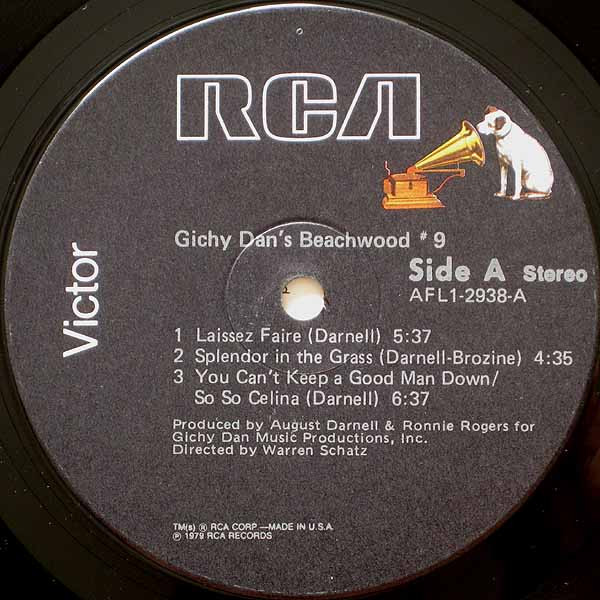 RCA
Gichy Dan's Beachwood #9
Side A Stereo
AFL1-2938-A
Victor
1 Laissez Faire (Darnell) 5:37
2 Splendor in the Grass (Darnell-Brozine) 4:35
3 You Can't Keep a Good Man Down/
So So Celina (Darnell) 6:37
Produced by August Darnell & Ronnie Rogers for
Gichy Dan Music Productions, Inc.
Directed by Warren Schatz
TM(s) ® RCA CORP.—MADE IN U.S.A.
℗ 1979 RCA RECORDS